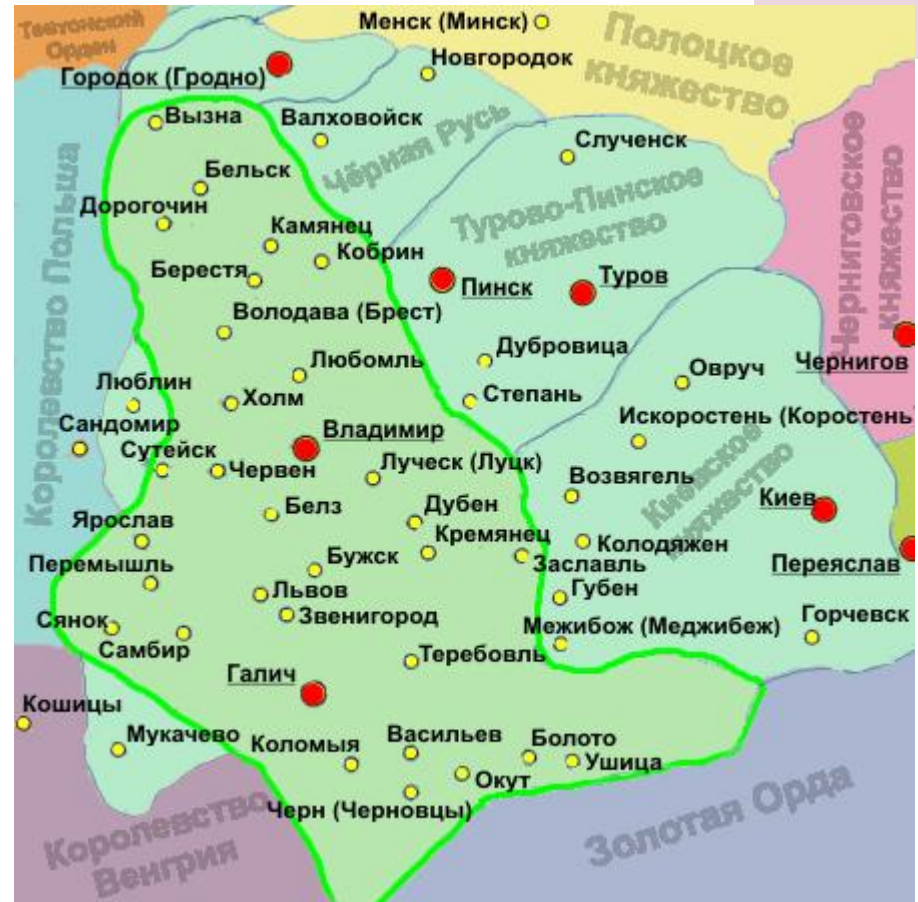 Менск (Минск)
Тевтонский
Орден
Полоцкое
княжество
Городок (Гродно)
Новгородок
Вызна
Валховойск
Чёрная Русь
Слученск
Черниговское
княжество
Королевство Польша
Бельск
Дорогочин
Турово-Пинское
княжество
Камянец
Кобрин
Берестя
Пинск
Туров
Володава (Брест)
Чернигов
Дубровица
Любомль
Овруч
Люблин
Холм
Степань
Сандомир
Искоростень (Коростень
Владимир
Сутейск
Червен
Луческ (Луцк)
Возвягель
Киевское
княжество
Киев
Белз
Дубен
Ярослав
Кремянец
Колодяжен
Переяслав
Перемышль
Бужск
Заславль
Львов
Губен
Звенигород
Сянок
Самбир
Межибож (Меджибеж)
Горчевск
Теребовль
Галич
Кошицы
Мукачево
Коломыя
Васильев
Болото
Ушица
Окут
Черн (Черновцы)
Королевство
Венгрия
Золотая Орда